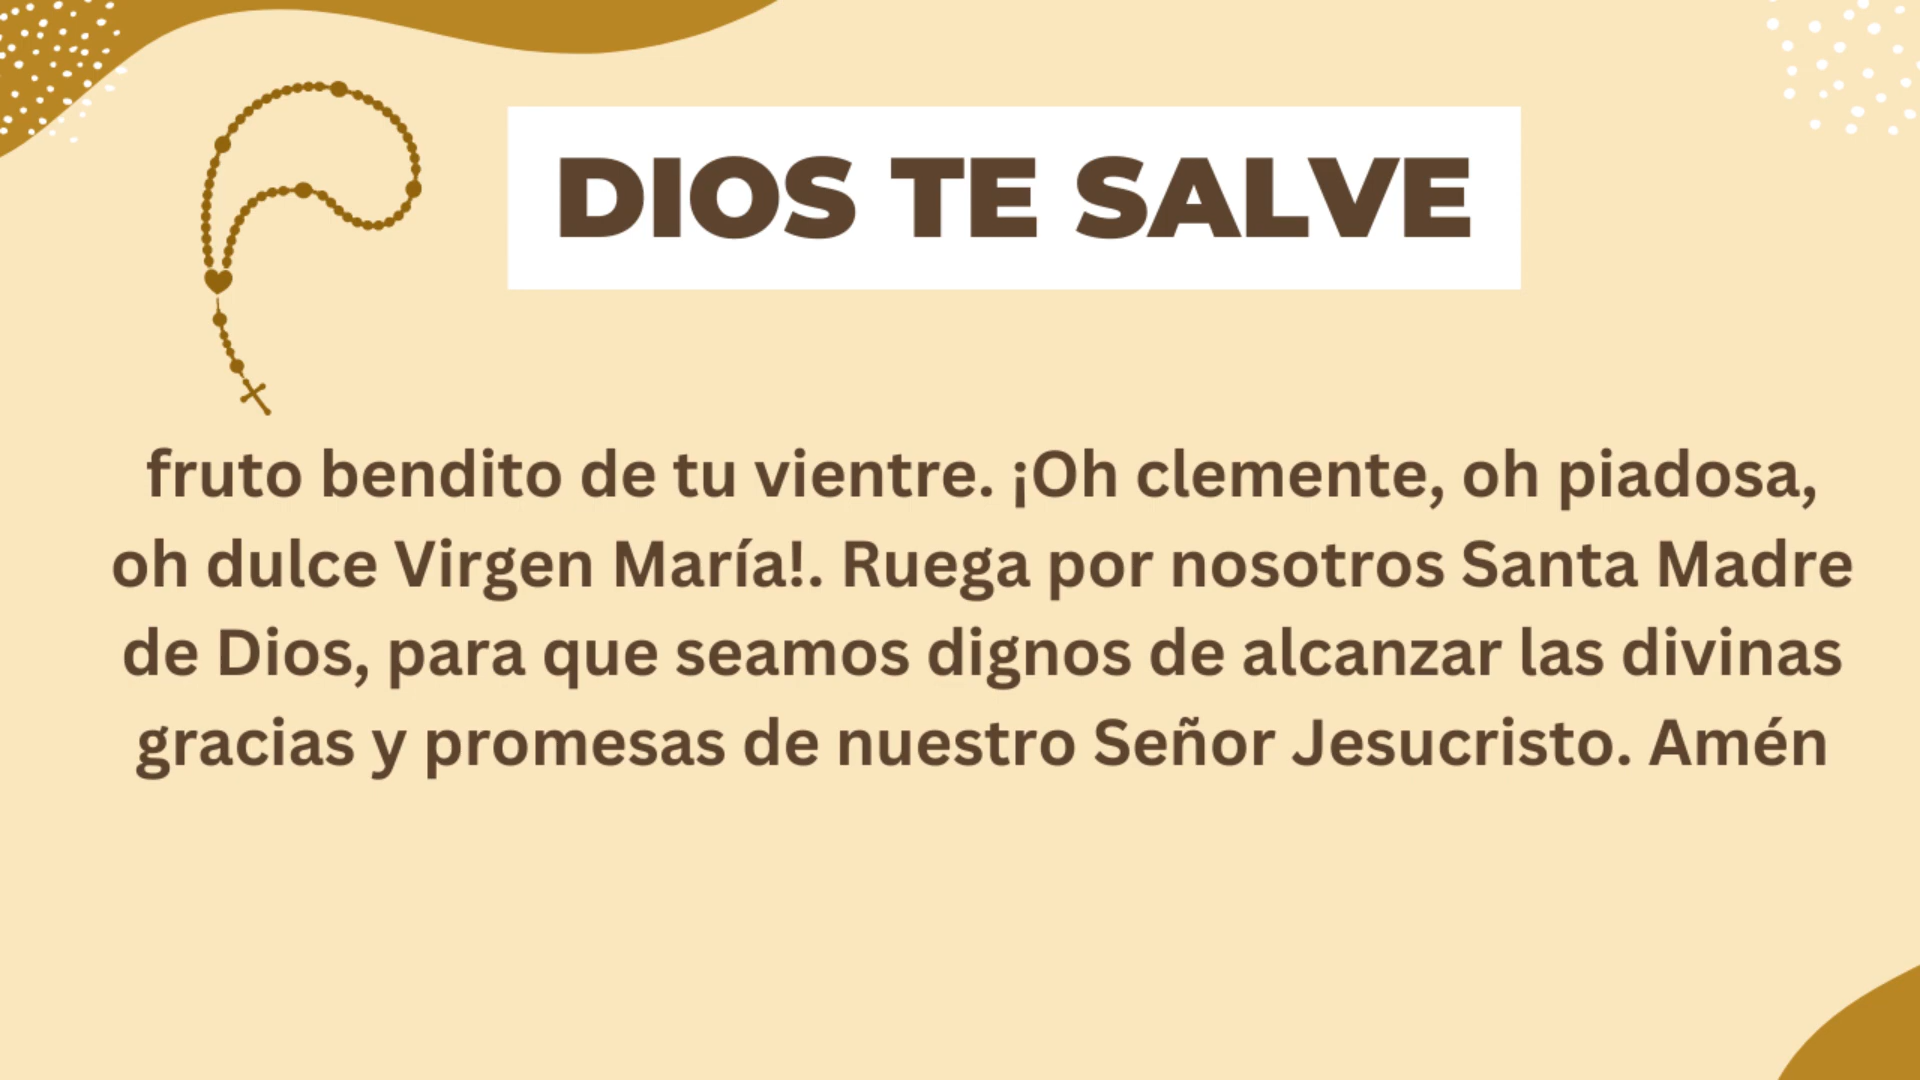 DIOS TE SALVE
fruto bendito de tu vientre. ¡Oh clemente, oh piadosa,
oh dulce Virgen María!. Ruega por nosotros Santa Madre
de Dios, para que seamos dignos de alcanzar las divinas
gracias y promesas de nuestro Señor Jesucristo. Amén